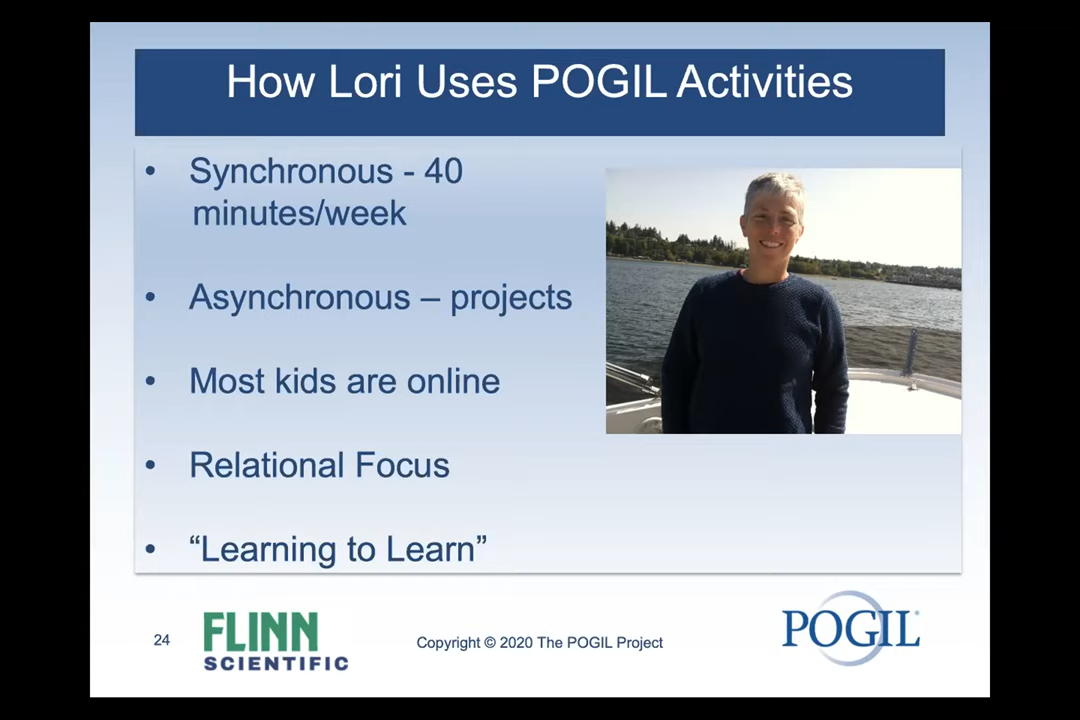 How Lori Uses POGIL Activities
• Synchronous - 40
minutes/week
• Asynchronous – projects
• Most kids are online
• Relational Focus
• “Learning to Learn”
24
FLINN
SCIENTIFIC
Copyright © 2020 The POGIL Project
POGIL®